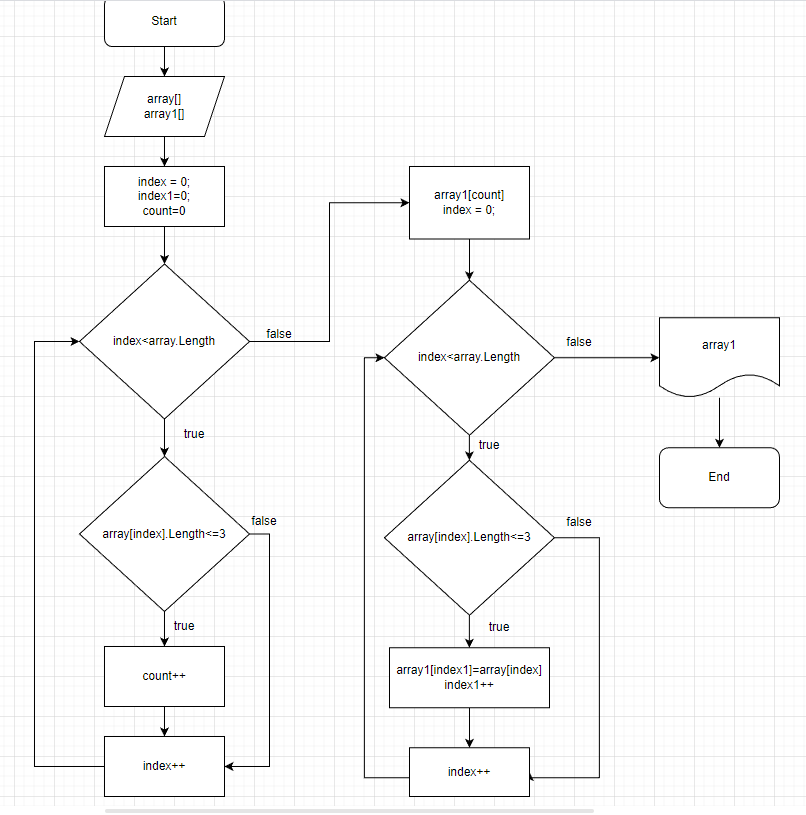 Start
array[]
array1[]
index = 0;
index1=0;
count=0
index<array.Length
false
true
array[index].Length<=3
false
true
count++
index++
array1[count]
index = 0;
index<array.Length
false
true
array[index].Length<=3
false
true
array1[index1]=array[index]
index1++
index++
array1
End